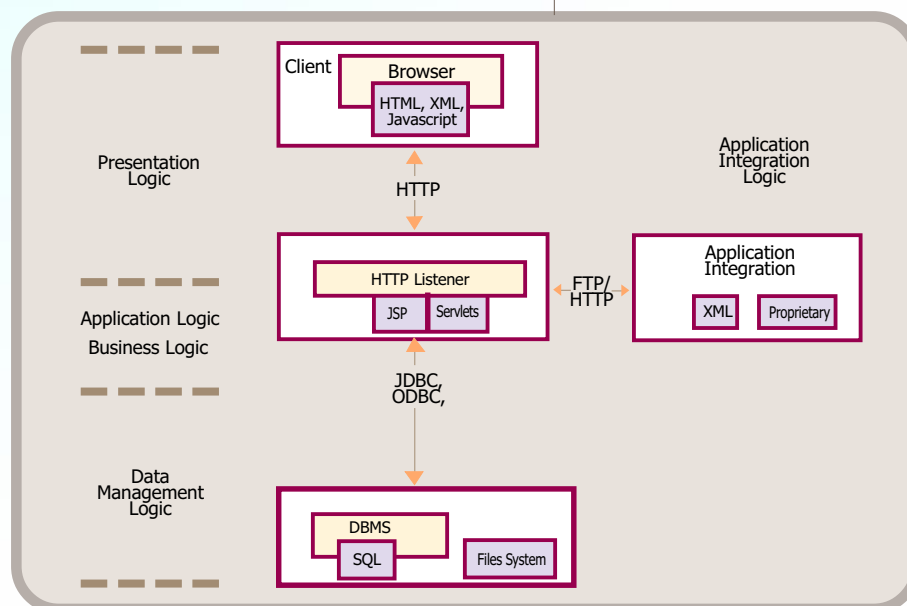 Client
Browser
HTML, XML,
Javascript
Presentation
Logic
Application
Integration
Logic
HTTP
HTTP Listener
JSP
Servlets
FTP/
HTTP
Application
Integration
XML
Proprietary
Application Logic
Business Logic
JDBC,
ODBC,
Data
Management
Logic
DBMS
SQL
Files System